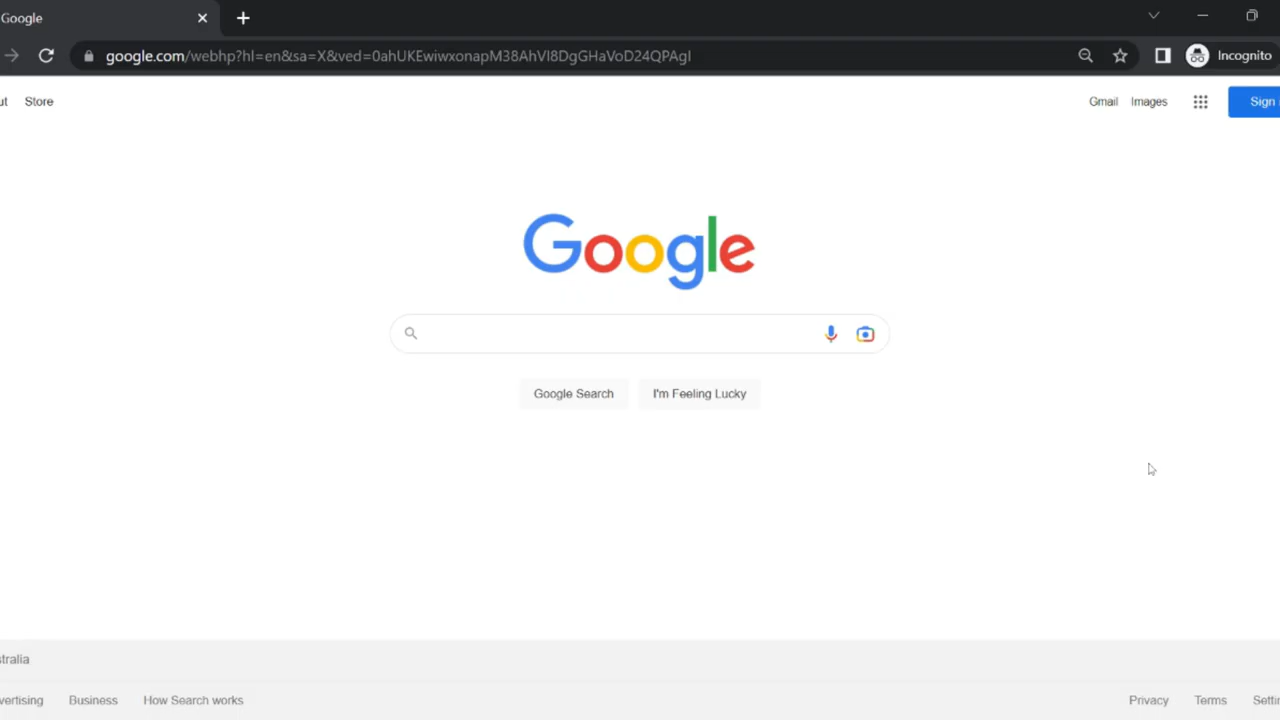 Google
google.com/webhp?hl=en&sa=X&ved=0ahUKEwiwxonapM38AhVI8DgGHaVoD24QPAgI
Incognito
ut Store Gmail Images Sign
Google
Google Search I'm Feeling Lucky
tralia
vertising Business How Search works Privacy Terms Setti